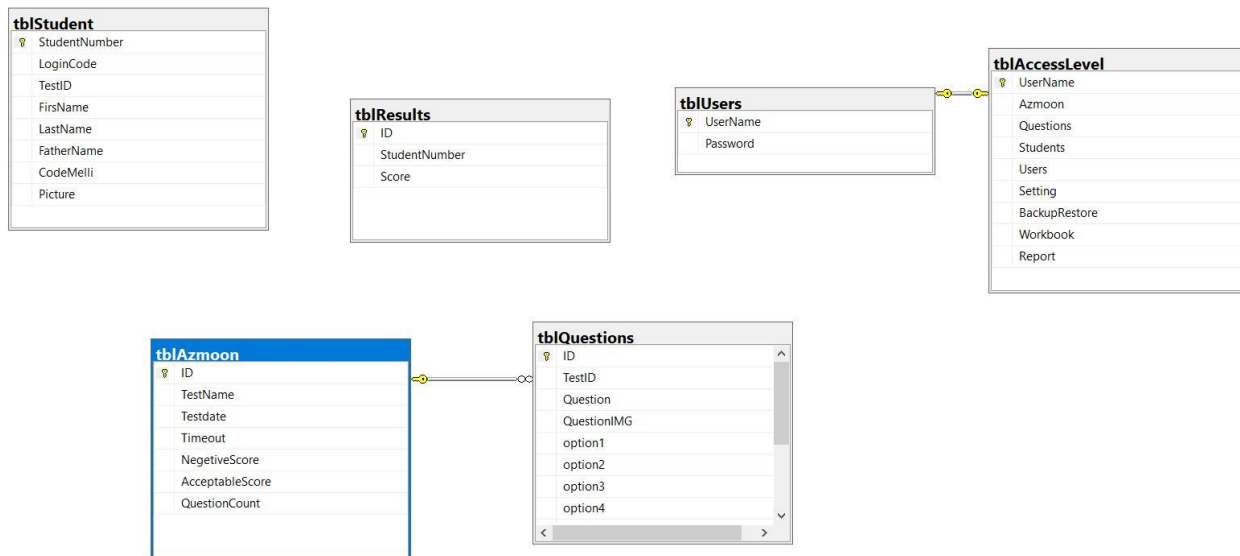 tblStudent
StudentNumber
LoginCode
TestID
FirsName
LastName
FatherName
CodeMelli
Picture
tblResults
ID
StudentNumber
Score
tblUsers
UserName
Password
tblAccessLevel
UserName
Azmoon
Questions
Students
Users
Setting
BackupRestore
Workbook
Report
tblAzmoon
ID
TestName
Testdate
Timeout
NegetiveScore
AcceptableScore
QuestionCount
tblQuestions
ID
TestID
Question
QuestionIMG
option1
option2
option3
option4